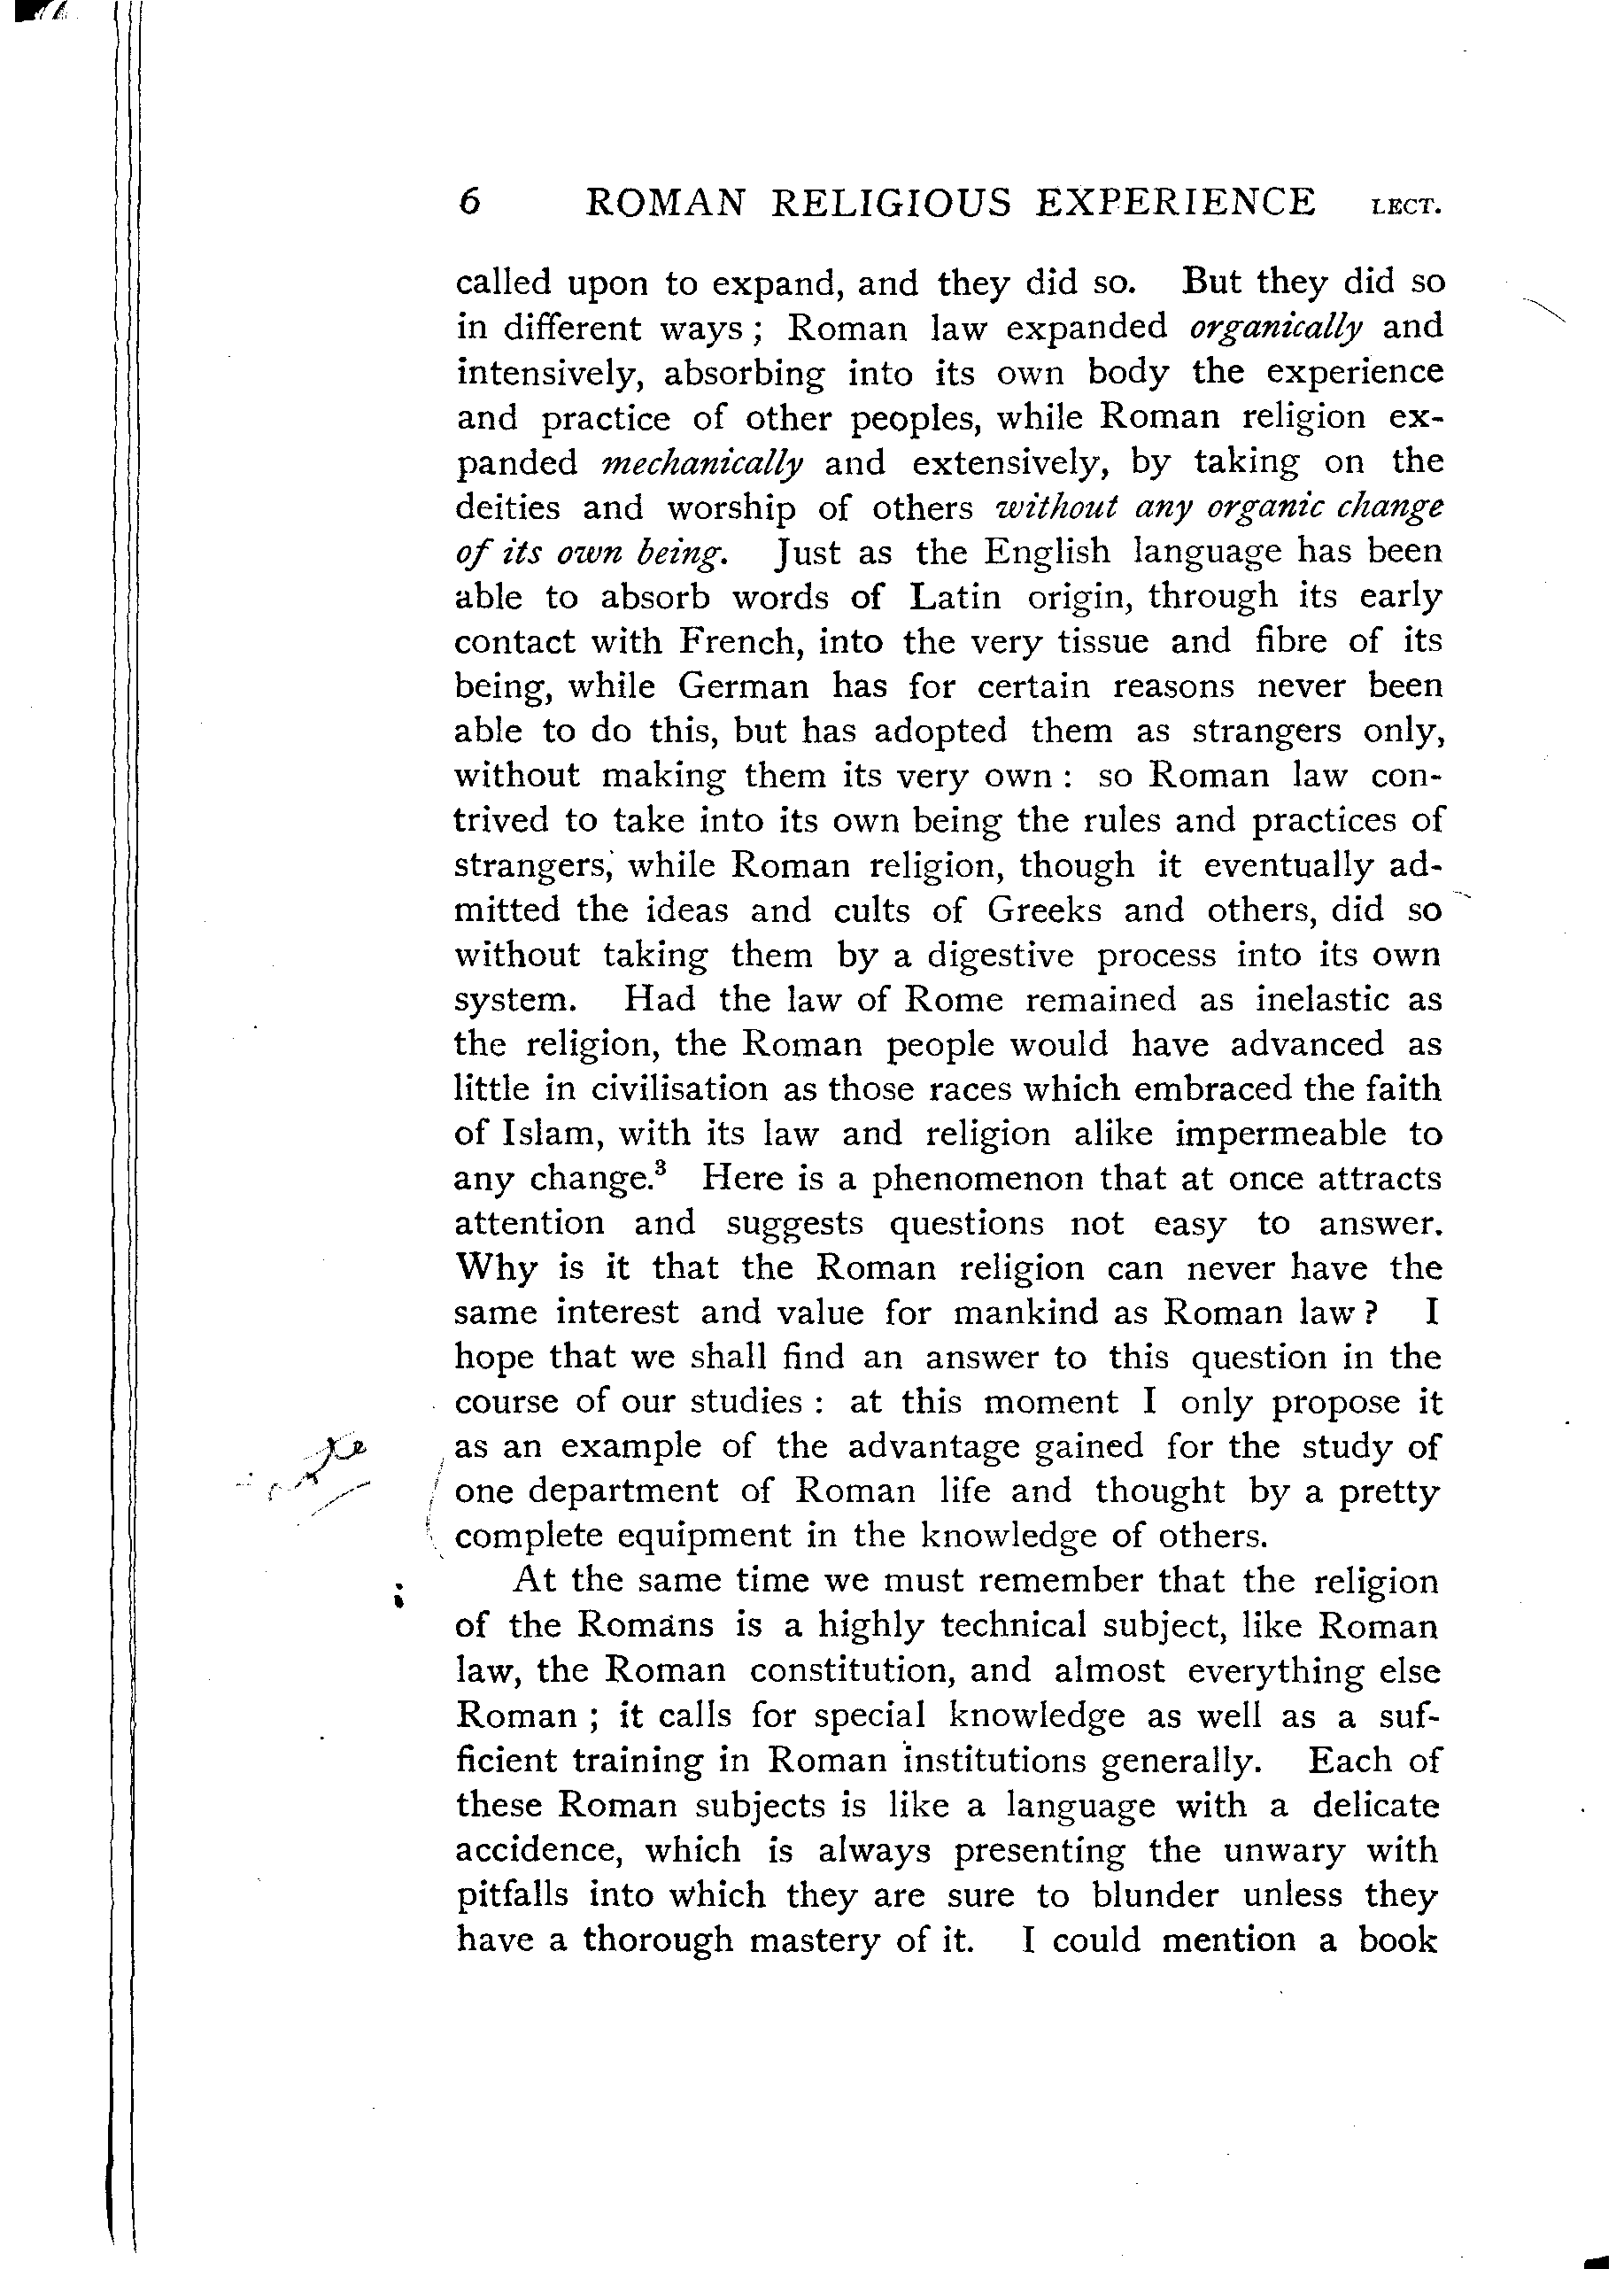 6 ROMAN RELIGIOUS EXPERIENCE LECT.
called upon to expand, and they did so. But they did so
in different ways ; Roman law expanded organically and
intensively, absorbing into its own body the experience
and practice of other peoples, while Roman religion ex-
panded mechanically and extensively, by taking on the
deities and worship of others without any organic change
of its own being. Just as the English language has been
able to absorb words of Latin origin, through its early
contact with French, into the very tissue and fibre of its
being, while German has for certain reasons never been
able to do this, but has adopted them as strangers only,
without making them its very own : so Roman law con-
trived to take into its own being the rules and practices of
strangers, while Roman religion, though it eventually ad-
mitted the ideas and cults of Greeks and others, did so
without taking them by a digestive process into its own
system. Had the law of Rome remained as inelastic as
the religion, the Roman people would have advanced as
little in civilisation as those races which embraced the faith
of Islam, with its law and religion alike impermeable to
any change.³ Here is a phenomenon that at once attracts
attention and suggests questions not easy to answer.
Why is it that the Roman religion can never have the
same interest and value for mankind as Roman law ? I
hope that we shall find an answer to this question in the
course of our studies : at this moment I only propose it
as an example of the advantage gained for the study of
one department of Roman life and thought by a pretty
complete equipment in the knowledge of others.
At the same time we must remember that the religion
of the Romans is a highly technical subject, like Roman
law, the Roman constitution, and almost everything else
Roman ; it calls for special knowledge as well as a suf-
ficient training in Roman institutions generally. Each of
these Roman subjects is like a language with a delicate
accidence, which is always presenting the unwary with
pitfalls into which they are sure to blunder unless they
have a thorough mastery of it. I could mention a book